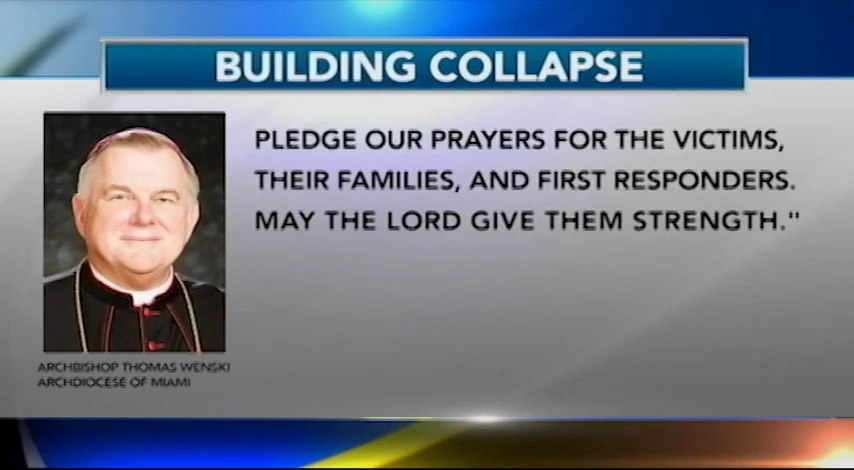 BUILDING COLLAPSE
PLEDGE OUR PRAYERS FOR THE VICTIMS,
THEIR FAMILIES, AND FIRST RESPONDERS.
MAY THE LORD GIVE THEM STRENGTH."
ARCHBISHOP THOMAS WENSKI
ARCHDIOCESE OF MIAMI